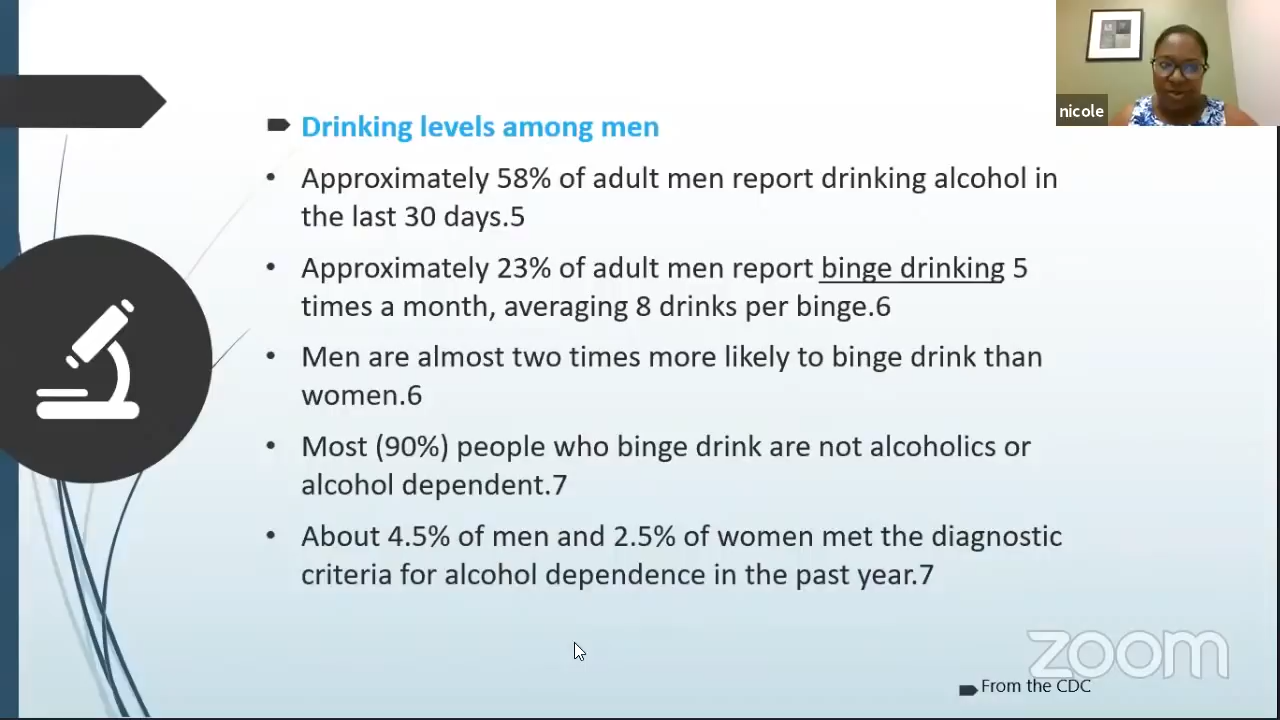 nicole
Drinking levels among men
Approximately 58% of adult men report drinking alcohol in
the last 30 days.5
Approximately 23% of adult men report binge drinking 5
times a month, averaging 8 drinks per binge.6
Men are almost two times more likely to binge drink than
women.6
Most (90%) people who binge drink are not alcoholics or
alcohol dependent.7
About 4.5% of men and 2.5% of women met the diagnostic
criteria for alcohol dependence in the past year.7
zoom
From the CDC